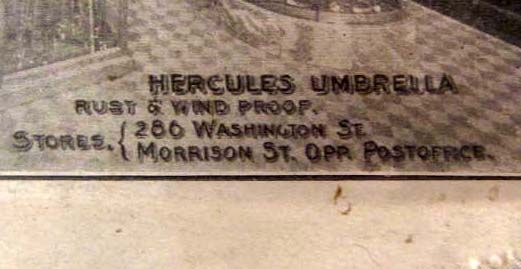 HERCULES UMBRELLA
RUST & WIND PROOF.
STORES. { 286 WASHINGTON ST.
MORRISON ST. OPP. POSTOFFICE.